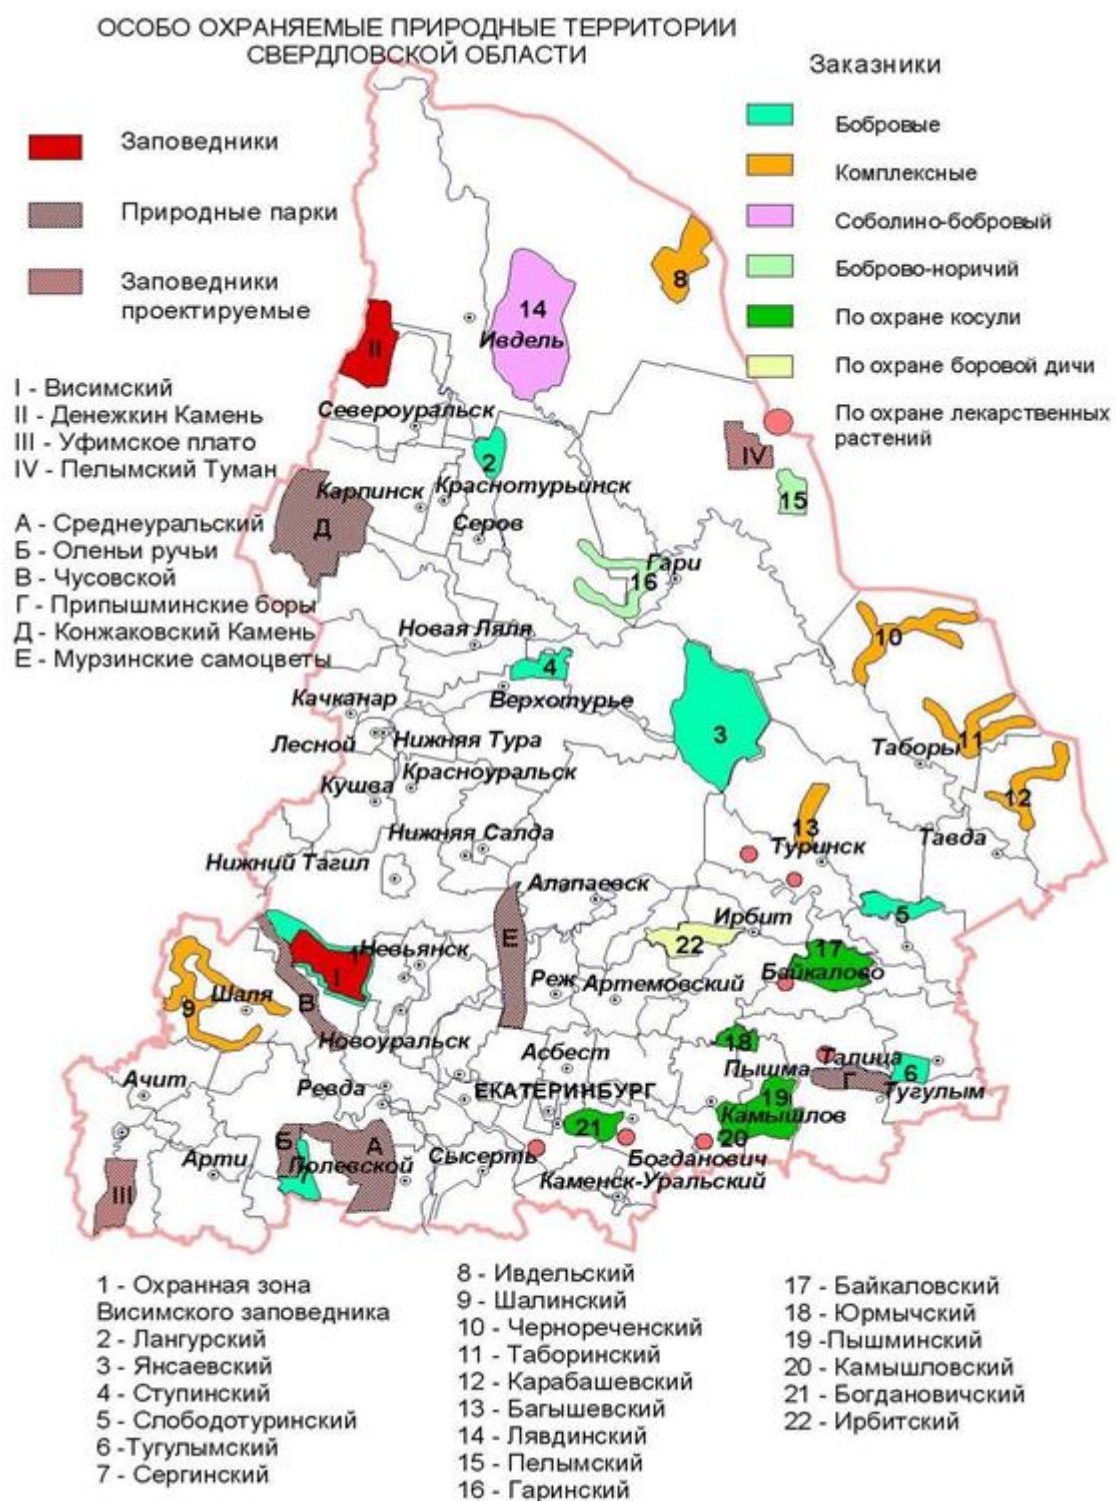 ОСОБО ОХРАНЯЕМЫЕ ПРИРОДНЫЕ ТЕРРИТОРИИ
СВЕРДЛОВСКОЙ ОБЛАСТИ
Заповедники
Природные парки
Заповедники
проектируемые
Заказники
Бобровые
Комплексные
Соболино-бобровый
Боброво-норичий
По охране косули
По охране боровой дичи
По охране лекарственных
растений
I - Висимский
II - Денежкин Камень
III - Уфимское плато
IV - Пелымский Туман
А - Среднеуральский
Б - Оленьи ручьи
В - Чусовской
Г - Припышминские боры
Д - Конжаковский Камень
Е - Мурзинские самоцветы
8
14
Ивдель
II
Североуральск
2
IV
15
Карпинск
Краснотурьинск
Д
Серов
Гари
16
10
Новая Ляля
4
Верхотурье
Качканар
3
11
Лесной
Нижняя Тура
Таборы
Красноуральск
Кушва
12
13
Нижняя Салда
Туринск
Тавда
Нижний Тагил
Алапаевск
Ирбит
5
Е
22
17
1
Невьянск
I
Байкалово
Реж
Артемовский
Шаля
9
В
Новоуральск
18
Асбест
Талица
Пышма
6
Ачит
Ревда
ЕКАТЕРИНБУРГ
Г
Тугулым
19
Камышлов
21
20
Б
А
Арти
Полевской
Сысерть
Богданович
7
Каменск-Уральский
III
1 - Охранная зона
Висимского заповедника
2 - Лангурский
3 - Янсаевский
4 - Ступинский
5 - Слободотуринский
6 -Тугулымский
7 - Сергинский
8 - Ивдельский
9 - Шалинский
10 - Чернореченский
11 - Таборинский
12 - Карабашевский
13 - Багышевский
14 - Лявдинский
15 - Пелымский
16 - Гаринский
17 - Байкаловский
18 - Юрмычский
19 -Пышминский
20 - Камышловский
21 - Богдановичский
22 - Ирбитский